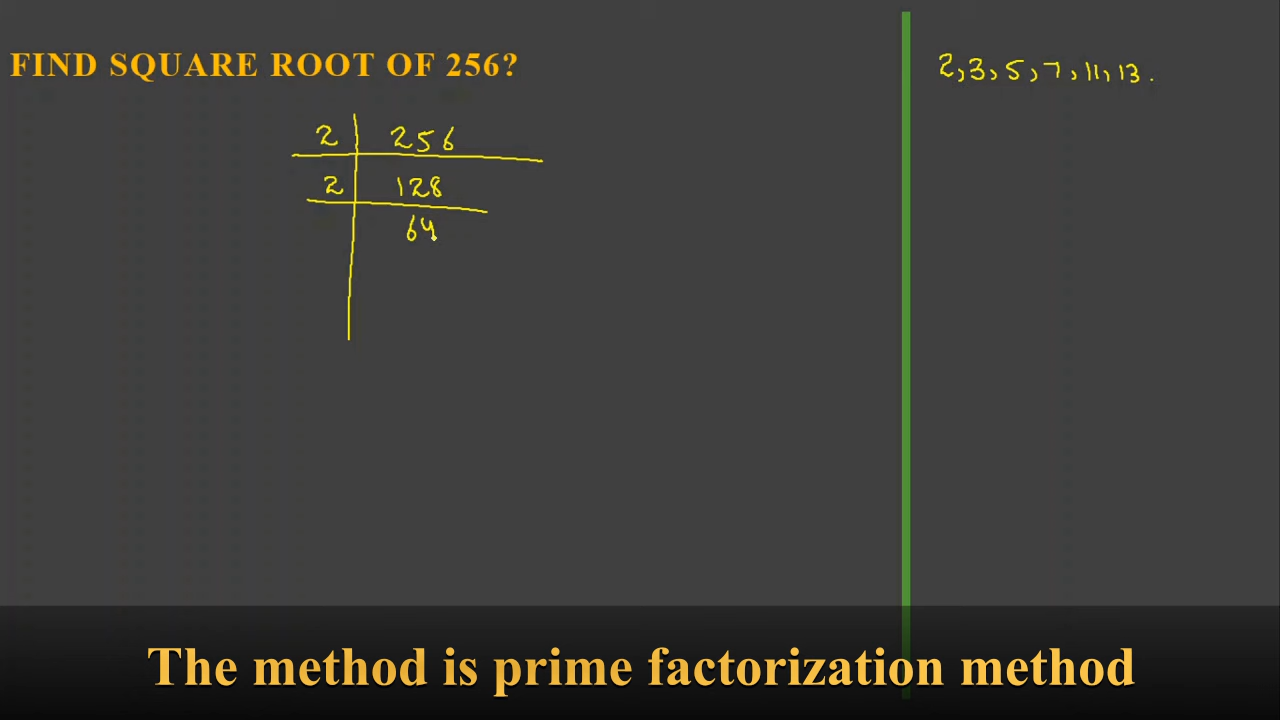 FIND SQUARE ROOT OF 256?
2, 3, 5, 7, 11, 13.
2 256
2 128
64
The method is prime factorization method